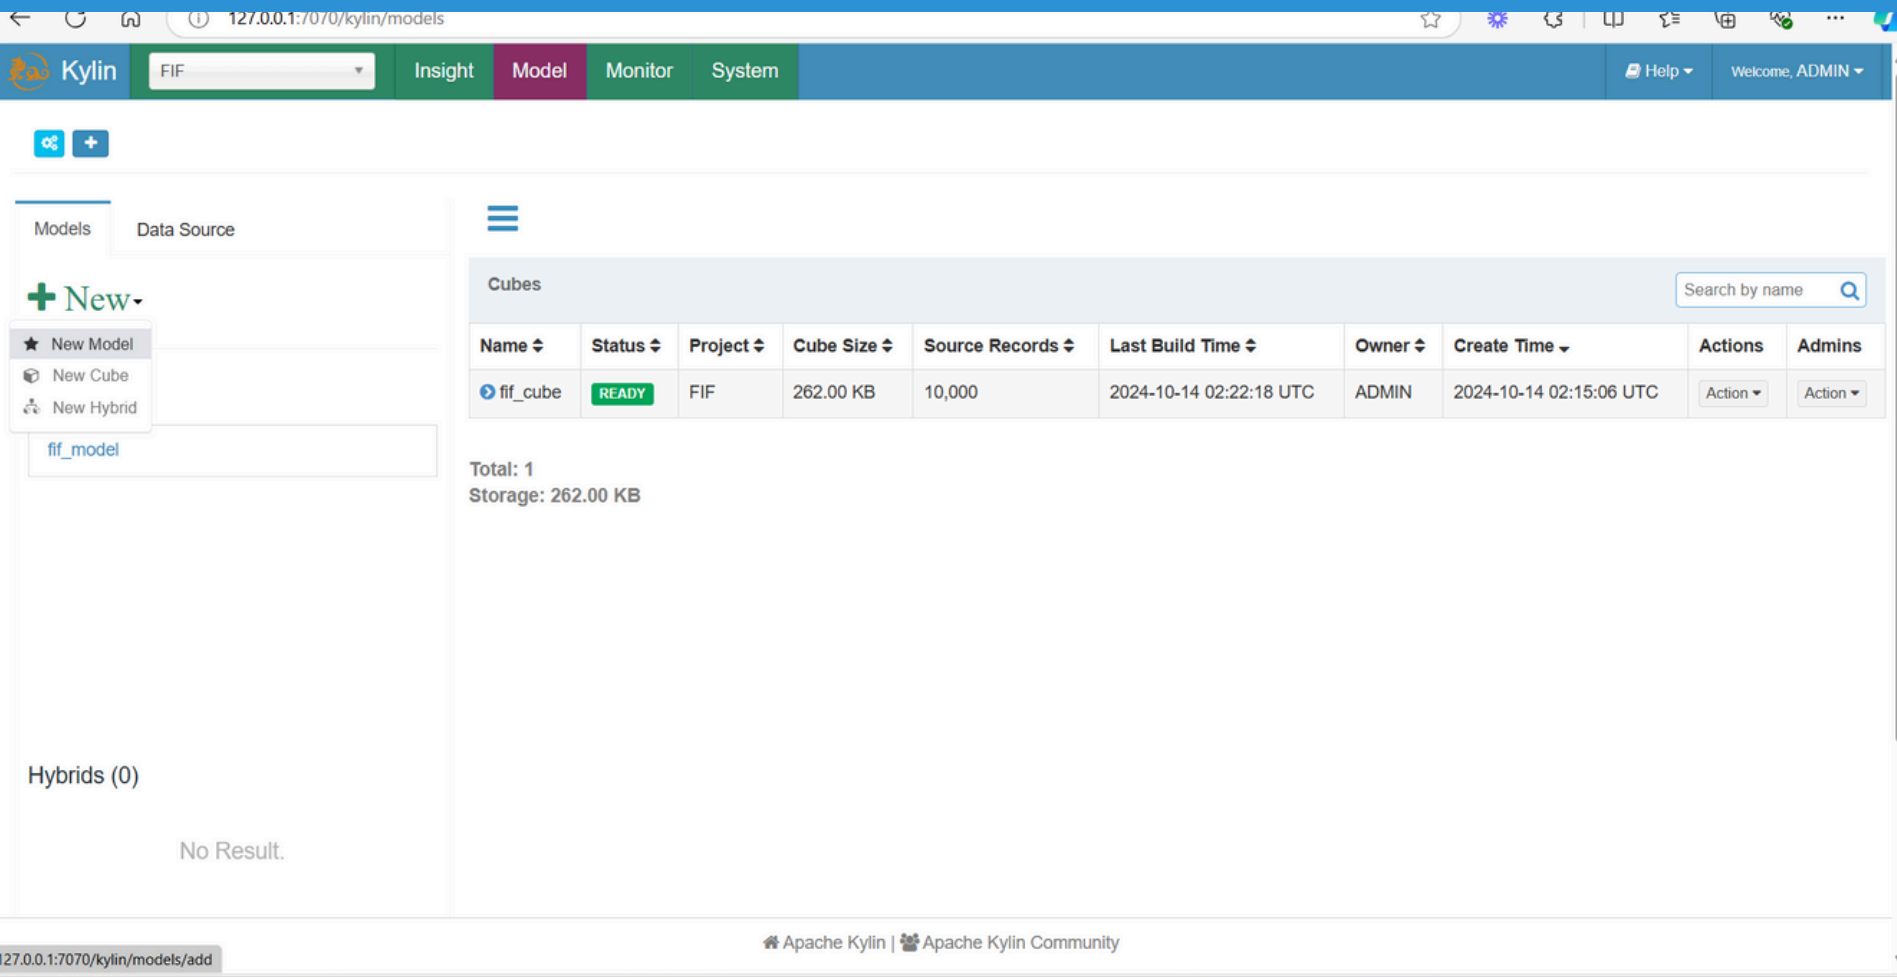 127.0.0.1:7070/kylin/models
Kylin FIF Insight Model Monitor System Help Welcome, ADMIN
Models Data Source
New
New Model
New Cube
New Hybrid
fif_model
Hybrids (0)
No Result.
Cubes Search by name
Name Status Project Cube Size Source Records Last Build Time Owner Create Time Actions Admins
fif_cube READY FIF 262.00 KB 10,000 2024-10-14 02:22:18 UTC ADMIN 2024-10-14 02:15:06 UTC Action Action
Total: 1
Storage: 262.00 KB
Apache Kylin | Apache Kylin Community
127.0.0.1:7070/kylin/models/add